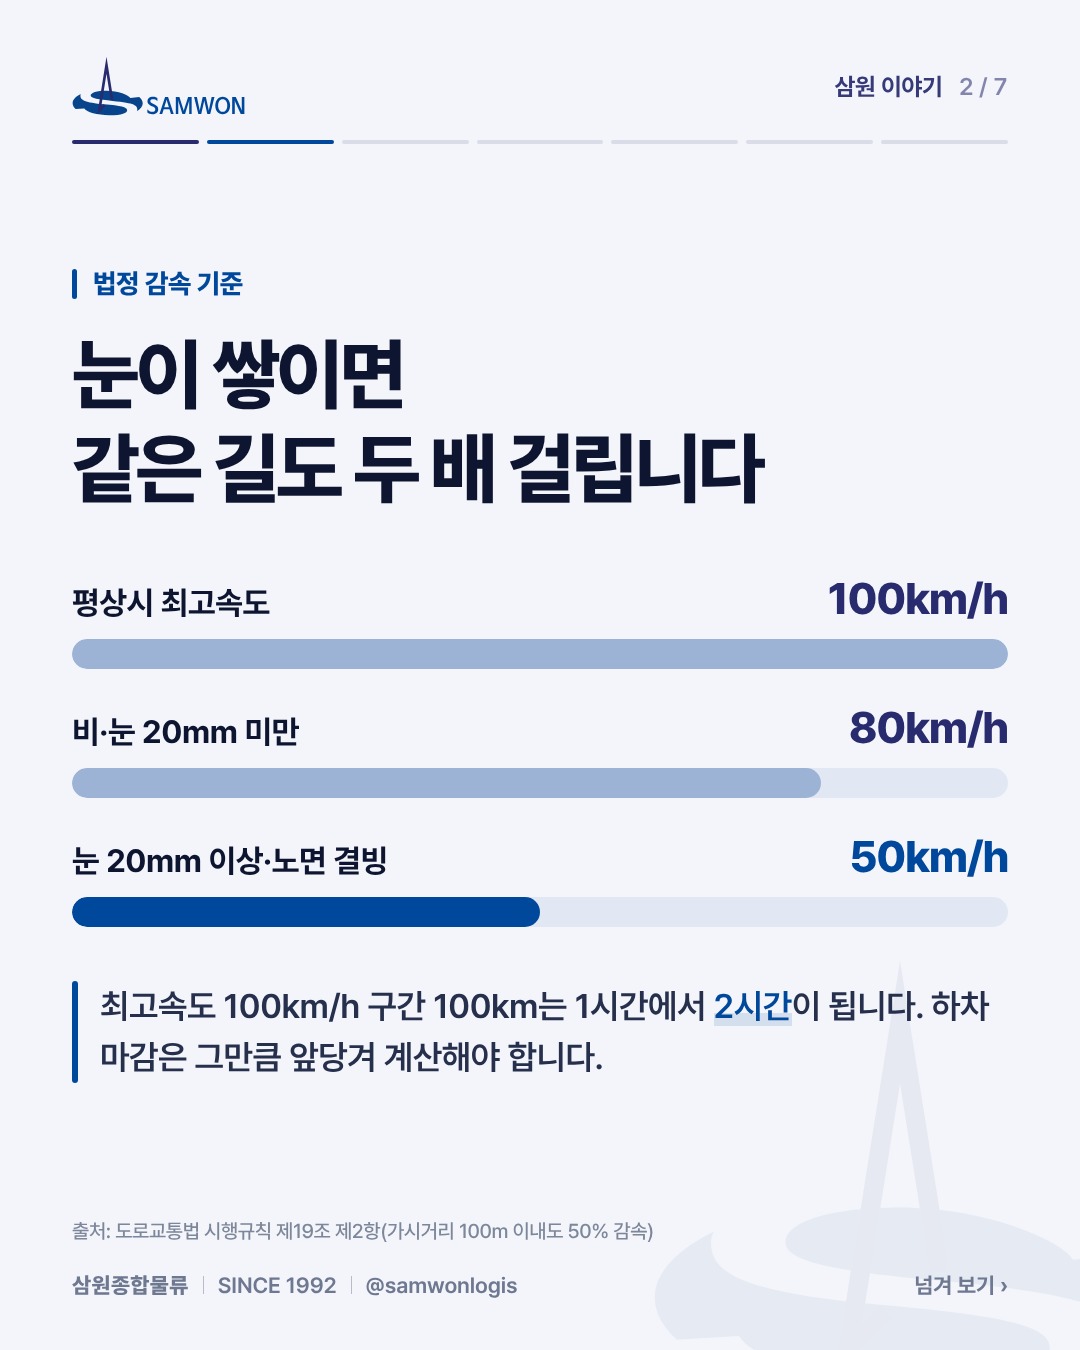 SAMWON
삼원 이야기 2 / 7
법정 감속 기준
눈이 쌓이면
같은 길도 두 배 걸립니다
평상시 최고속도 100km/h
비·눈 20mm 미만 80km/h
눈 20mm 이상·노면 결빙 50km/h
최고속도 100km/h 구간 100km는 1시간에서 2시간이 됩니다. 하차
마감은 그만큼 앞당겨 계산해야 합니다.
출처: 도로교통법 시행규칙 제19조 제2항(가시거리 100m 이내도 50% 감속)
삼원종합물류 | SINCE 1992 | @samwonlogis 넘겨 보기 ›